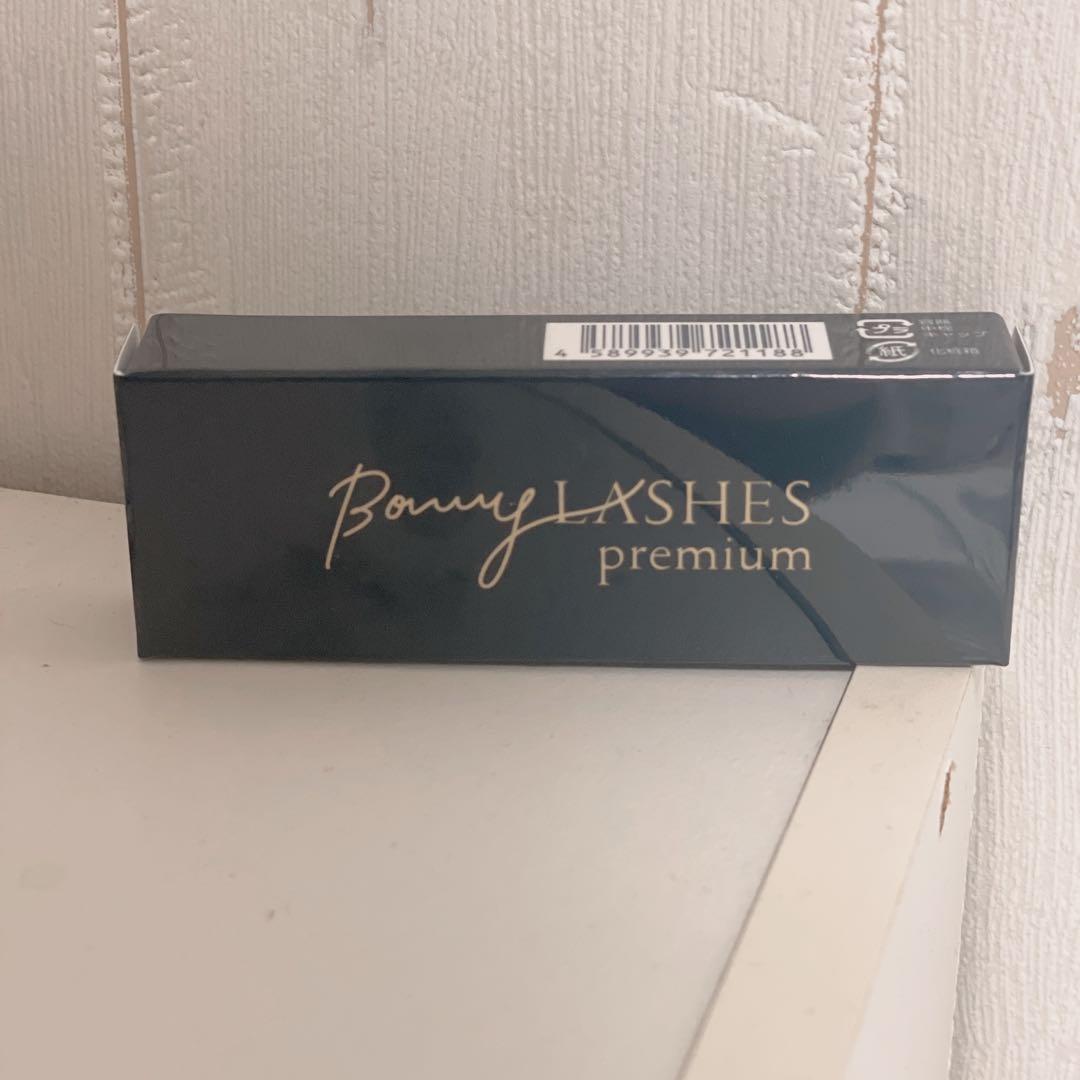 4 589939 721188
プラ
容器
中栓
キャップ
紙
化粧箱
Bonny LASHES
premium